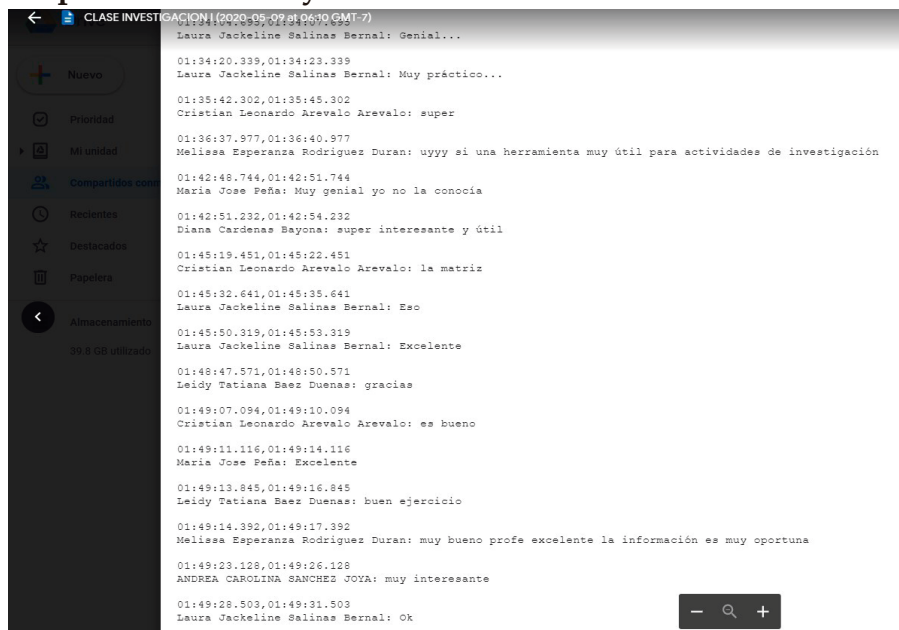 CLASE INVESTIGACION I (2020-05-09 at 06:10 GMT-7)
Laura Jackeline Salinas Bernal: Genial...
Nuevo
01:34:20.339,01:34:23.339
Laura Jackeline Salinas Bernal: Muy práctico...
Prioridad
01:35:42.302,01:35:45.302
Cristian Leonardo Arevalo Arevalo: super
Mi unidad
01:36:37.977,01:36:40.977
Melissa Esperanza Rodriguez Duran: uyyy si una herramienta muy útil para actividades de investigación
Compartidos
01:42:48.744,01:42:51.744
Maria Jose Peña: Muy genial yo no la conocía
Recientes
01:42:51.232,01:42:54.232
Diana Cardenas Bayona: super interesante y útil
Destacados
01:45:19.451,01:45:22.451
Cristian Leonardo Arevalo Arevalo: la matriz
Papelera
01:45:32.641,01:45:35.641
Laura Jackeline Salinas Bernal: Eso
Almacenamiento
01:45:50.319,01:45:53.319
Laura Jackeline Salinas Bernal: Excelente
39.8 GB utilizado
01:48:47.571,01:48:50.571
Leidy Tatiana Baez Duenas: gracias
01:49:07.094,01:49:10.094
Cristian Leonardo Arevalo Arevalo: es bueno
01:49:11.116,01:49:14.116
Maria Jose Peña: Excelente
01:49:13.845,01:49:16.845
Leidy Tatiana Baez Duenas: buen ejercicio
01:49:14.392,01:49:17.392
Melissa Esperanza Rodriguez Duran: muy bueno profe excelente la información es muy oportuna
01:49:23.128,01:49:26.128
ANDREA CAROLINA SANCHEZ JOYA: muy interesante
01:49:28.503,01:49:31.503
Laura Jackeline Salinas Bernal: Ok